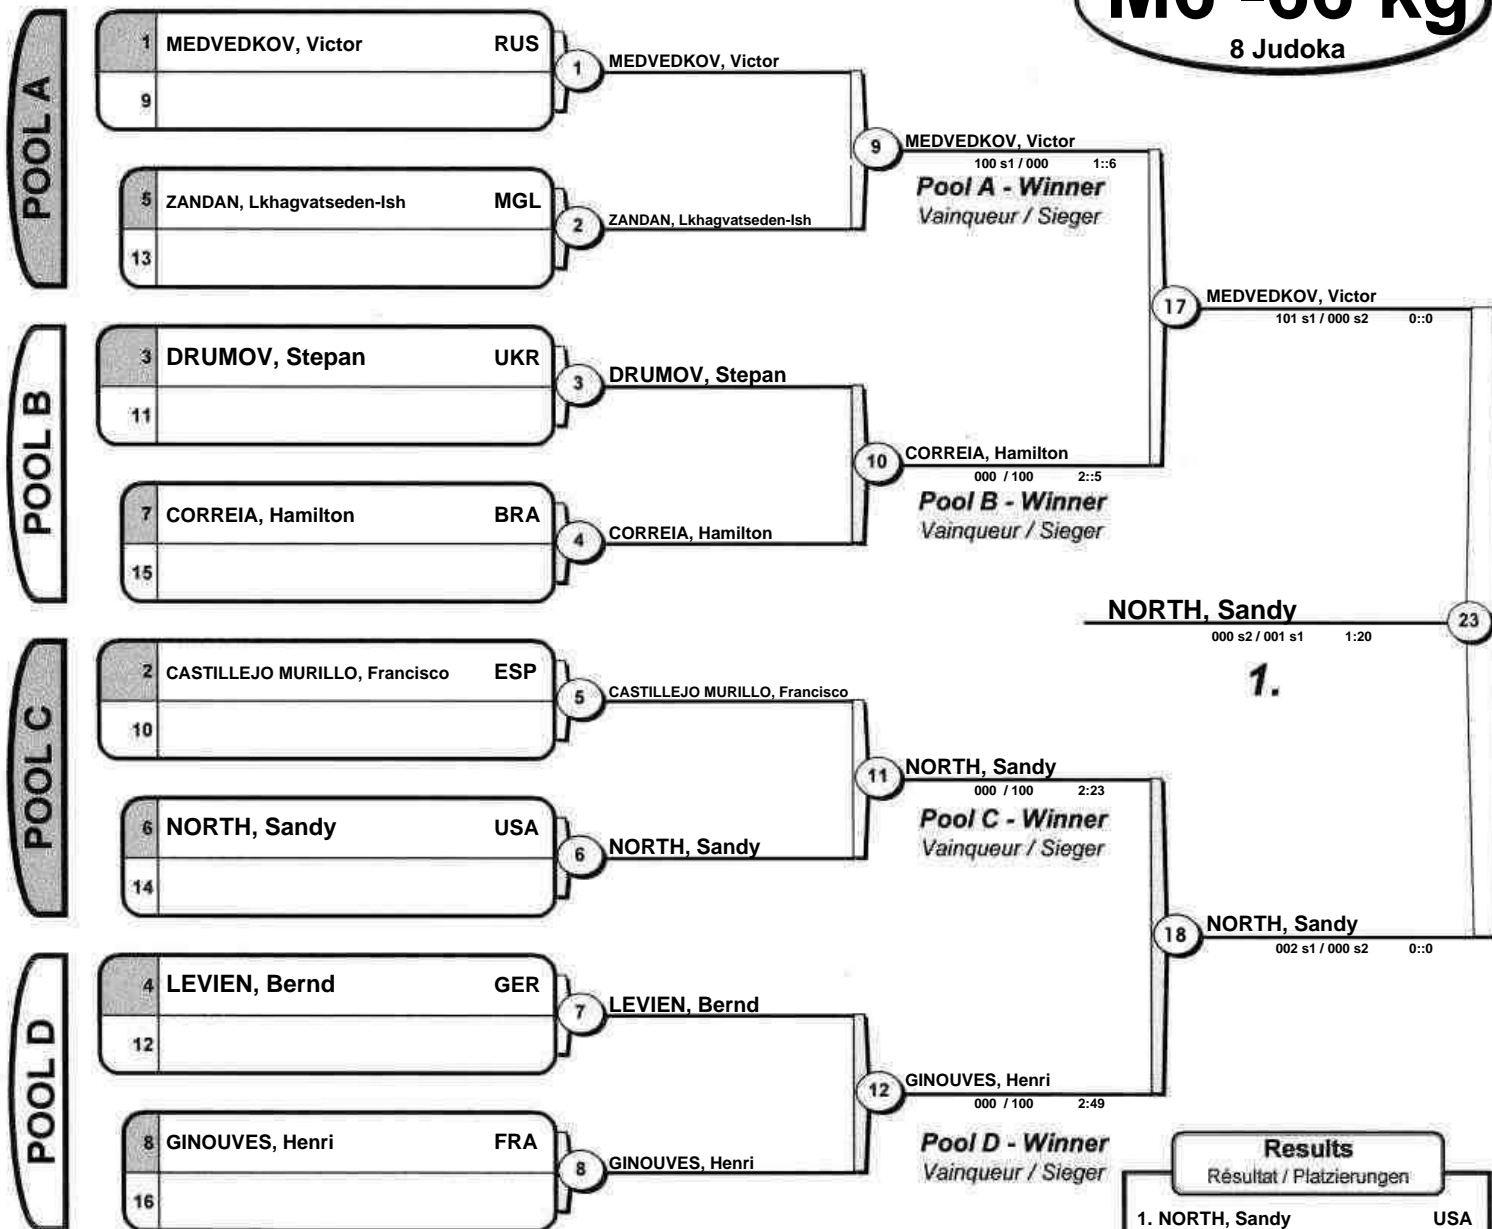 M6 -66 kg
8 Judoka
POOL A
1 MEDVEDKOV, Victor RUS
9
5 ZANDAN, Lkhagvatseden-Ish MGL
13
1 MEDVEDKOV, Victor
2 ZANDAN, Lkhagvatseden-Ish
9 MEDVEDKOV, Victor
100 s1 / 000 1::6
Pool A - Winner
Vainqueur / Sieger
POOL B
3 DRUMOV, Stepan UKR
11
7 CORREIA, Hamilton BRA
15
3 DRUMOV, Stepan
4 CORREIA, Hamilton
10 CORREIA, Hamilton
000 / 100 2::5
Pool B - Winner
Vainqueur / Sieger
17 MEDVEDKOV, Victor
101 s1 / 000 s2 0::0
NORTH, Sandy 23
000 s2 / 001 s1 1:20
1.
POOL C
2 CASTILLEJO MURILLO, Francisco ESP
10
6 NORTH, Sandy USA
14
5 CASTILLEJO MURILLO, Francisco
6 NORTH, Sandy
11 NORTH, Sandy
000 / 100 2:23
Pool C - Winner
Vainqueur / Sieger
18 NORTH, Sandy
002 s1 / 000 s2 0::0
POOL D
4 LEVIEN, Bernd GER
12
8 GINOUVES, Henri FRA
16
7 LEVIEN, Bernd
8 GINOUVES, Henri
12 GINOUVES, Henri
000 / 100 2:49
Pool D - Winner
Vainqueur / Sieger
Results
Résultat / Platzierungen
1. NORTH, Sandy USA